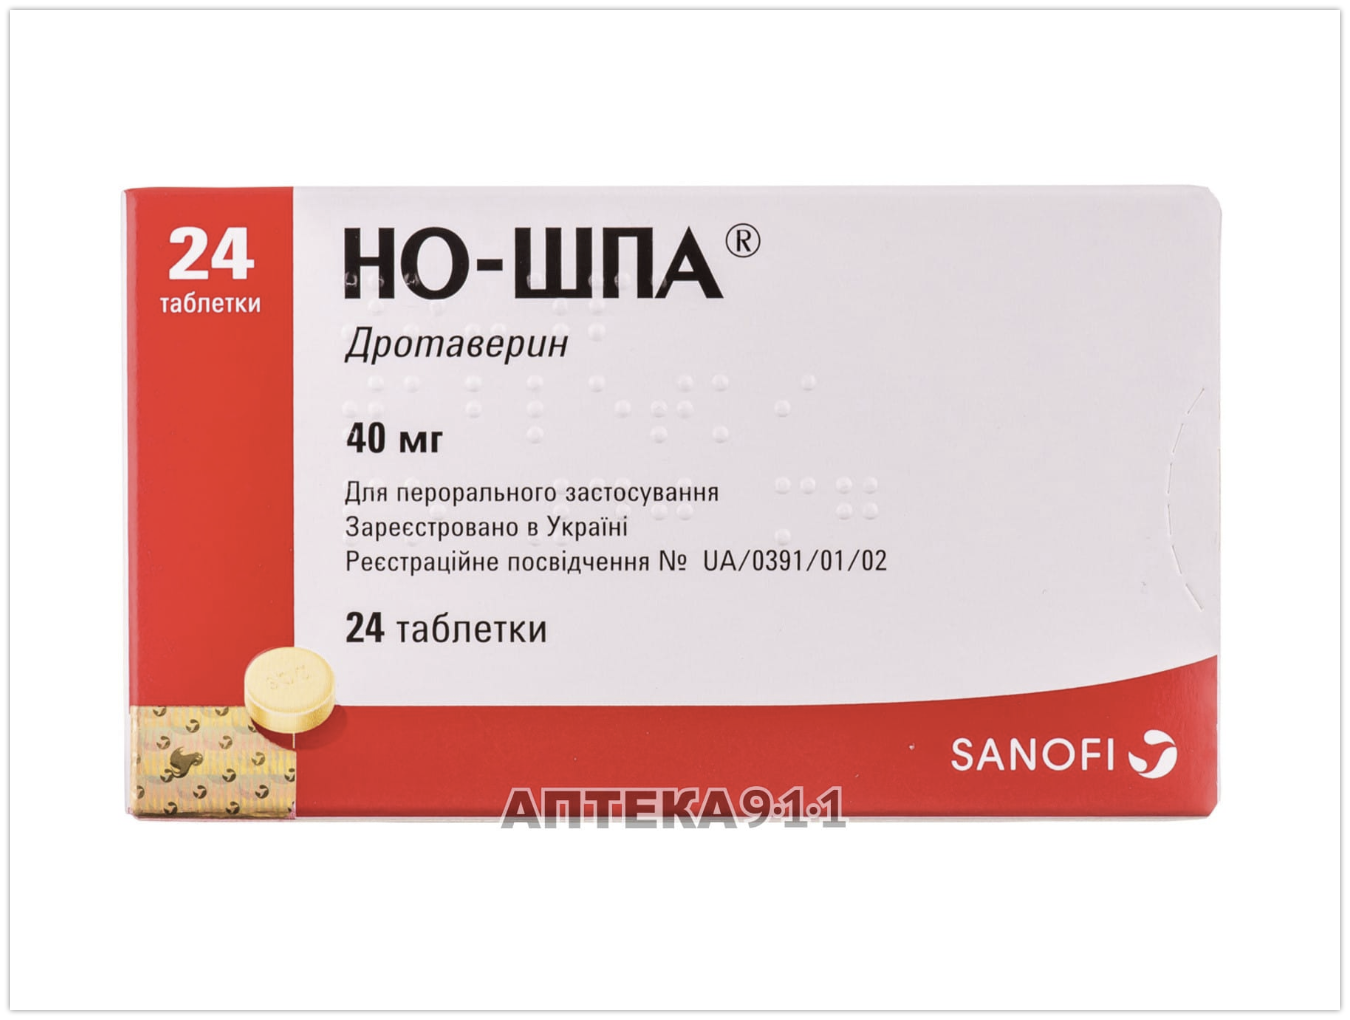 24
таблетки
НО-ШПА®
Дротаверин
40 мг
Для перорального застосування
Зареєстровано в Україні
Реєстраційне посвідчення № UA/0391/01/02
24 таблетки
SANOFI
АПТЕКА9·1·1